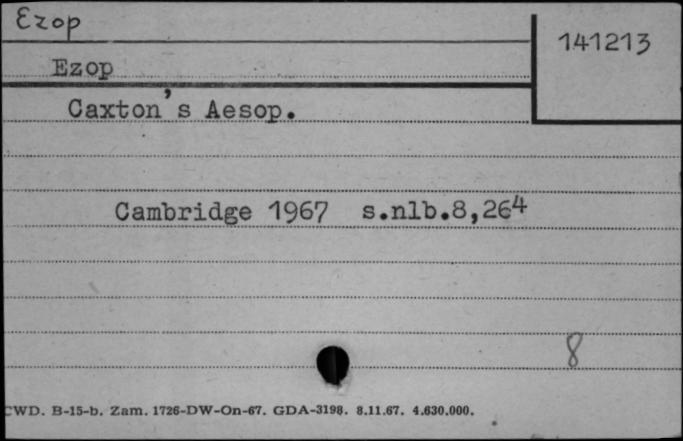 Ezop
141213
Ezop
Caxton's Aesop.
Cambridge 1967 s.nlb.8,264
8
CWD. B-15-b. Zam. 1726-DW-On-67. GDA-3198. 8.11.67. 4.630.000.